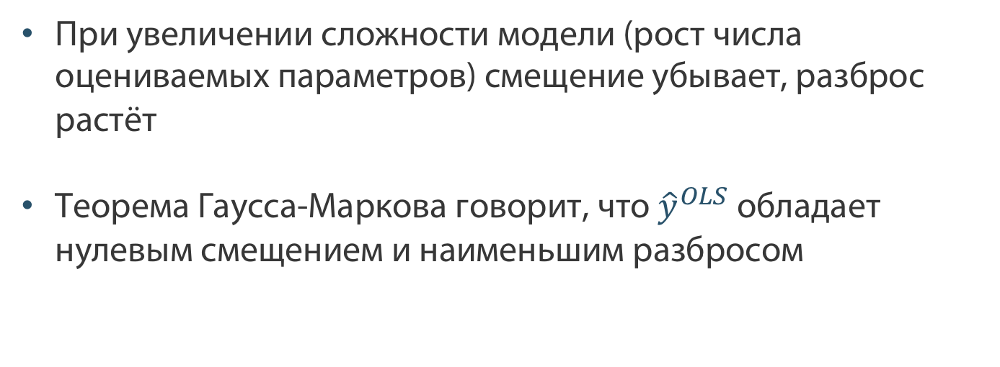 • При увеличении сложности модели (рост числа
оцениваемых параметров) смещение убывает, разброс
растёт
• Теорема Гаусса-Маркова говорит, что ŷ^OLS обладает
нулевым смещением и наименьшим разбросом